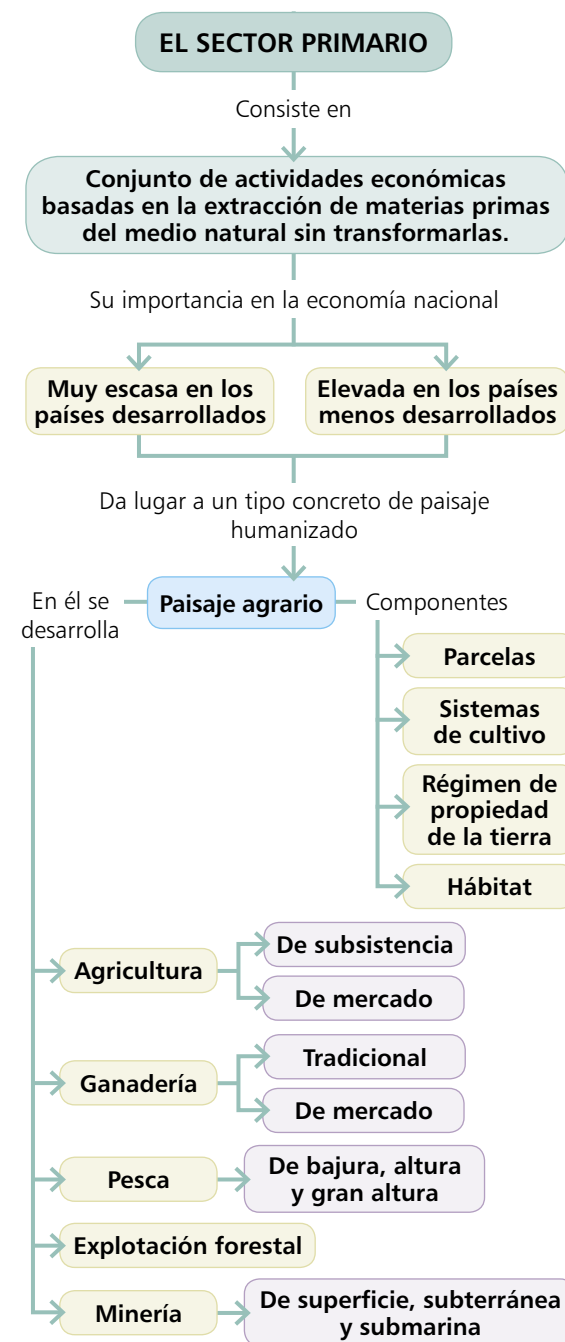 EL SECTOR PRIMARIO
Consiste en
Conjunto de actividades económicas
basadas en la extracción de materias primas
del medio natural sin transformarlas.
Su importancia en la economía nacional
Muy escasa en los
países desarrollados
Elevada en los países
menos desarrollados
Da lugar a un tipo concreto de paisaje
humanizado
En él se
desarrolla
Paisaje agrario
Componentes
Parcelas
Sistemas
de cultivo
Régimen de
propiedad
de la tierra
Hábitat
Agricultura
De subsistencia
De mercado
Ganadería
Tradicional
De mercado
Pesca
De bajura, altura
y gran altura
Explotación forestal
Minería
De superficie, subterránea
y submarina